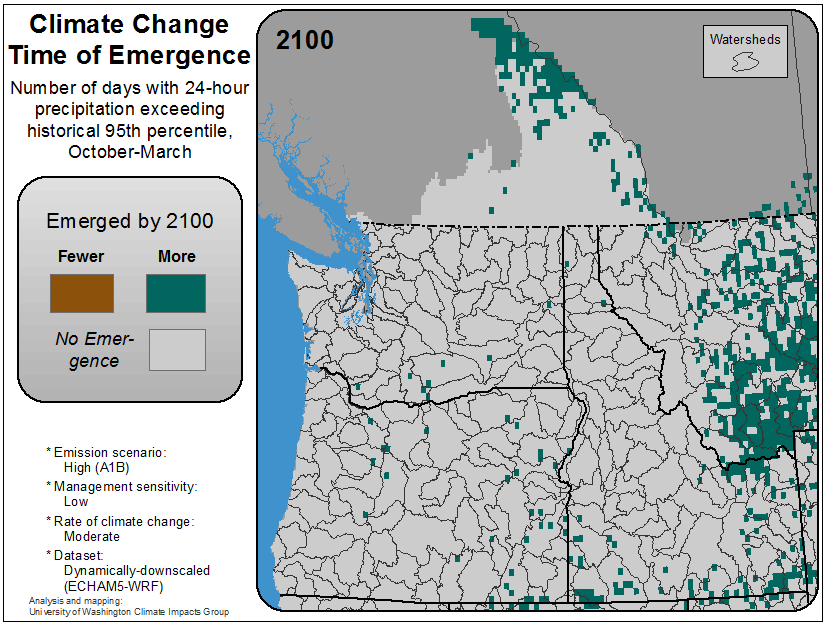 Climate Change
Time of Emergence
Number of days with 24-hour
precipitation exceeding
historical 95th percentile,
October-March
Emerged by 2100
Fewer
More
No Emer-
gence
* Emission scenario:
High (A1B)
* Management sensitivity:
Low
* Rate of climate change:
Moderate
* Dataset:
Dynamically-downscaled
(ECHAM5-WRF)
Analysis and mapping:
University of Washington Climate Impacts Group
2100
Watersheds